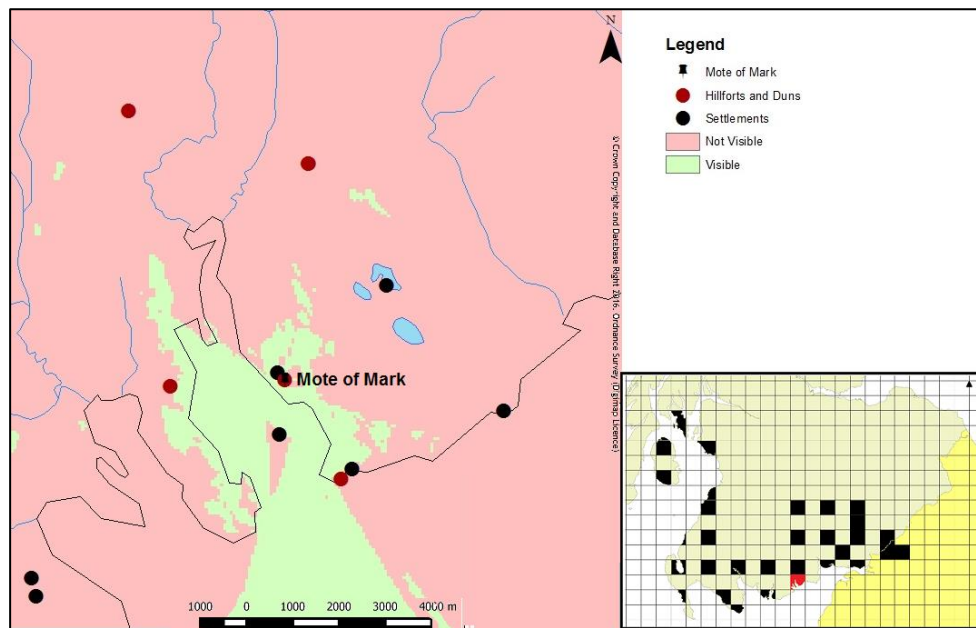 N
Legend
Mote of Mark
Hillforts and Duns
Settlements
Not Visible
Visible
© Crown Copyright and Database Right 2016. Ordnance Survey (Digimap Licence)
Mote of Mark
1000 0 1000 2000 3000 4000 m